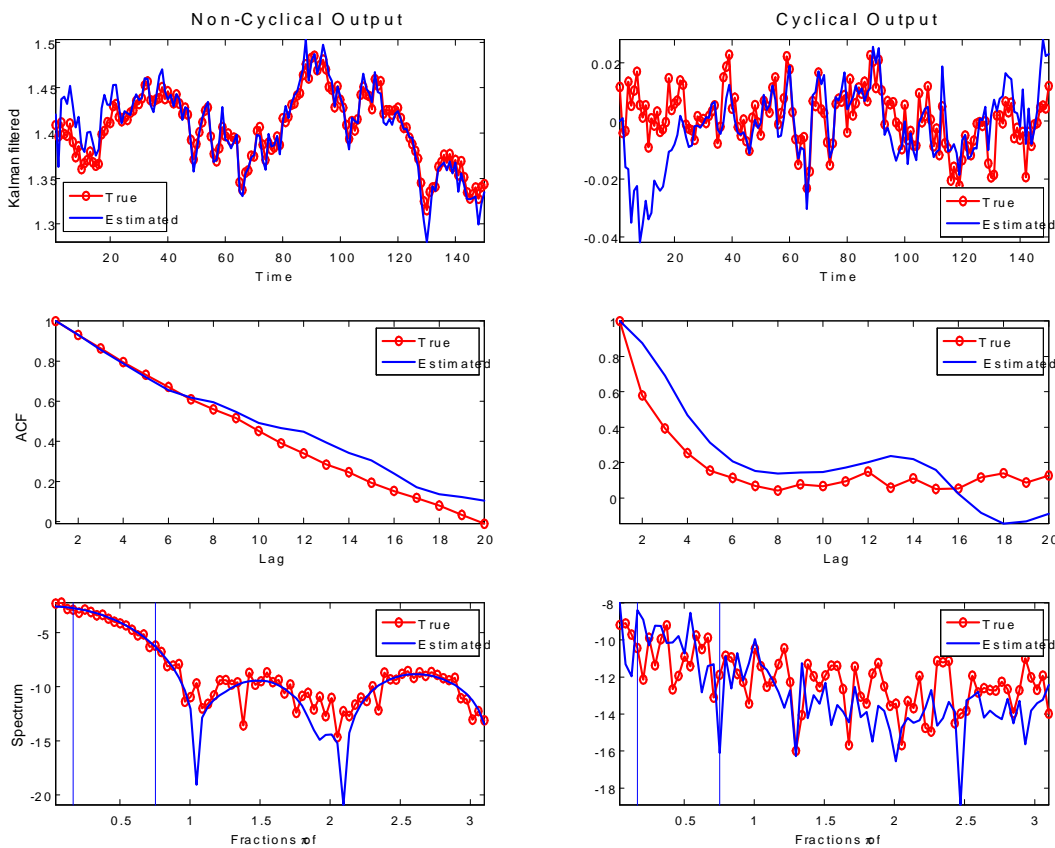 Non-Cyclical Output
Cyclical Output
Kalman filtered
1.5
1.45
1.4
1.35
1.3
True
Estimated
20 40 60 80 100 120 140
Time
0.02
0
-0.02
-0.04
True
Estimated
20 40 60 80 100 120 140
Time
ACF
1
0.8
0.6
0.4
0.2
0
True
Estimated
2 4 6 8 10 12 14 16 18 20
Lag
1
0.8
0.6
0.4
0.2
0
True
Estimated
2 4 6 8 10 12 14 16 18 20
Lag
Spectrum
-5
-10
-15
-20
True
Estimated
0.5 1 1.5 2 2.5 3
Fractions of π
-8
-10
-12
-14
-16
-18
True
Estimated
0.5 1 1.5 2 2.5 3
Fractions of π